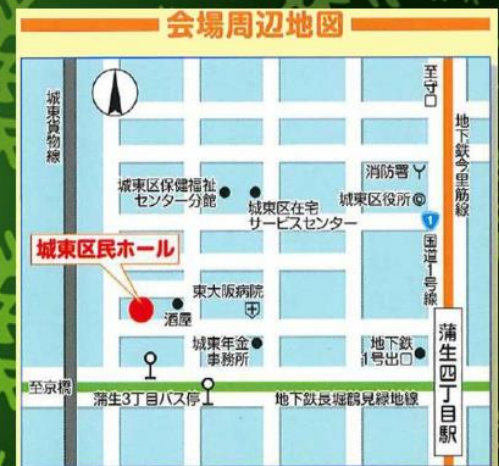 会場周辺地図
至守口
城東貨物線
地下鉄今里筋線
消防署
城東区保健福祉
センター分館
城東区役所
城東区在宅
サービスセンター
1
国道1号線
城東区民ホール
東大阪病院
酒屋
城東年金
事務所
地下鉄
1号出口
蒲生四丁目駅
至京橋
蒲生3丁目バス停
地下鉄長堀鶴見緑地線